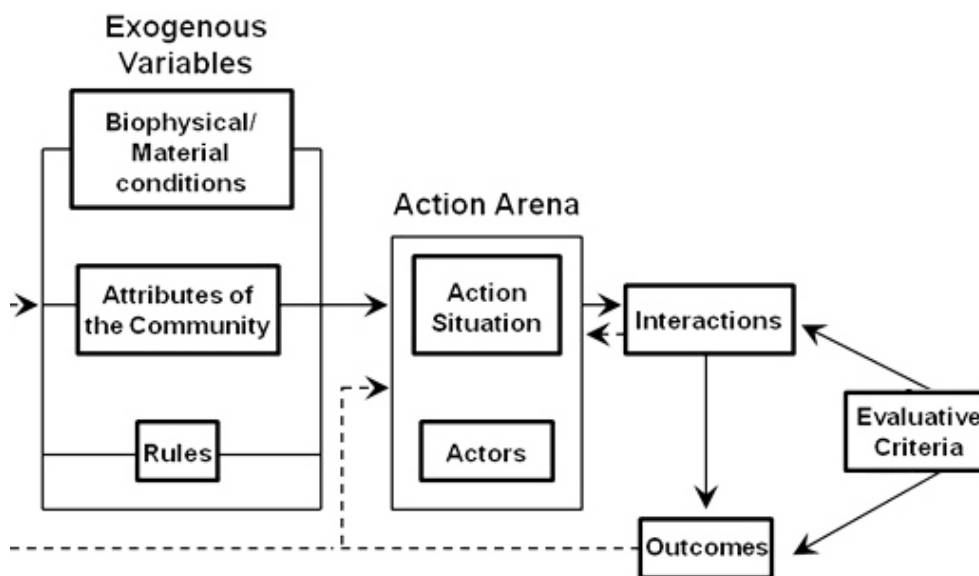 Exogenous
Variables
Biophysical/
Material
conditions
Attributes of
the Community
Rules
Action Arena
Action
Situation
Actors
Interactions
Outcomes
Evaluative
Criteria